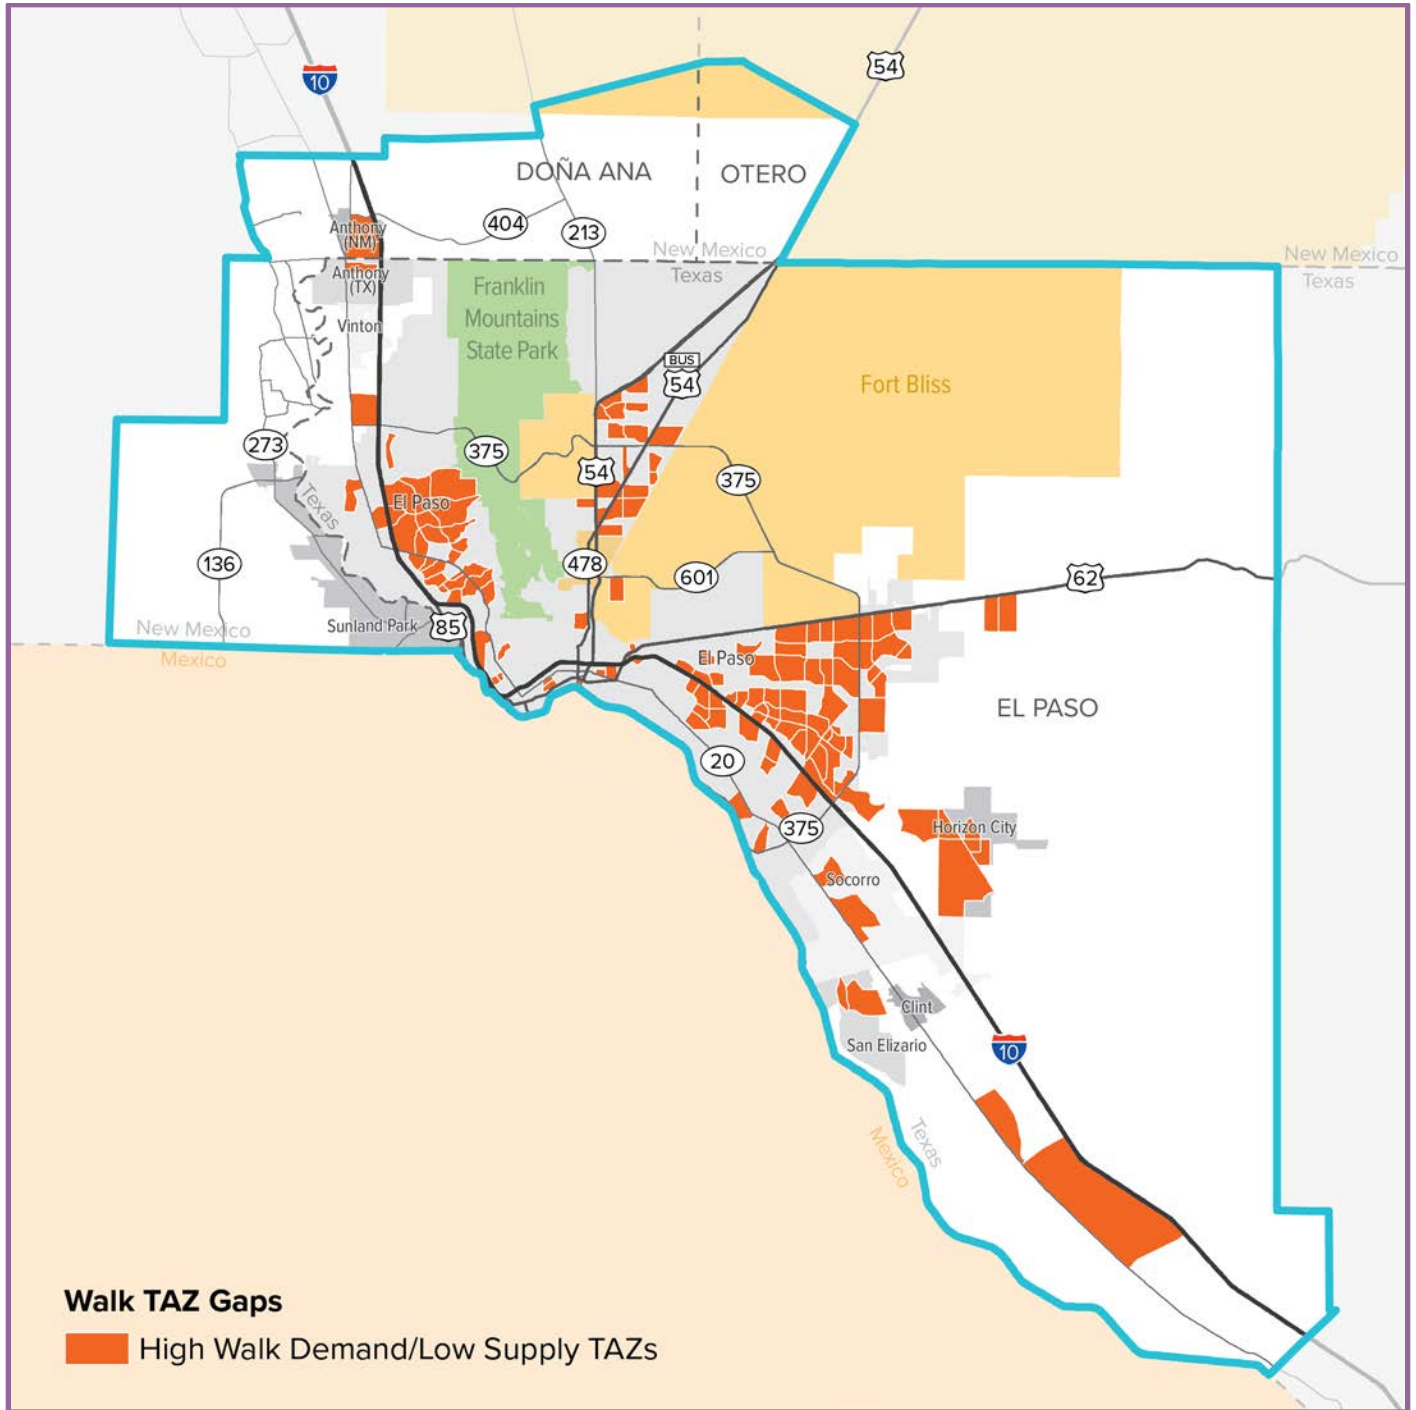 10
54
DOÑA ANA
OTERO
404
213
Anthony
(NM)
New Mexico
Texas
New Mexico
Texas
Anthony
(TX)
Franklin
Mountains
State Park
Vinton
BUS
54
Fort Bliss
273
375
54
375
El Paso
Texas
136
478
601
62
New Mexico
Mexico
Sunland Park
85
El Paso
EL PASO
20
375
Horizon City
Socorro
Clint
San Elizario
10
Texas
Mexico
Walk TAZ Gaps
High Walk Demand/Low Supply TAZs